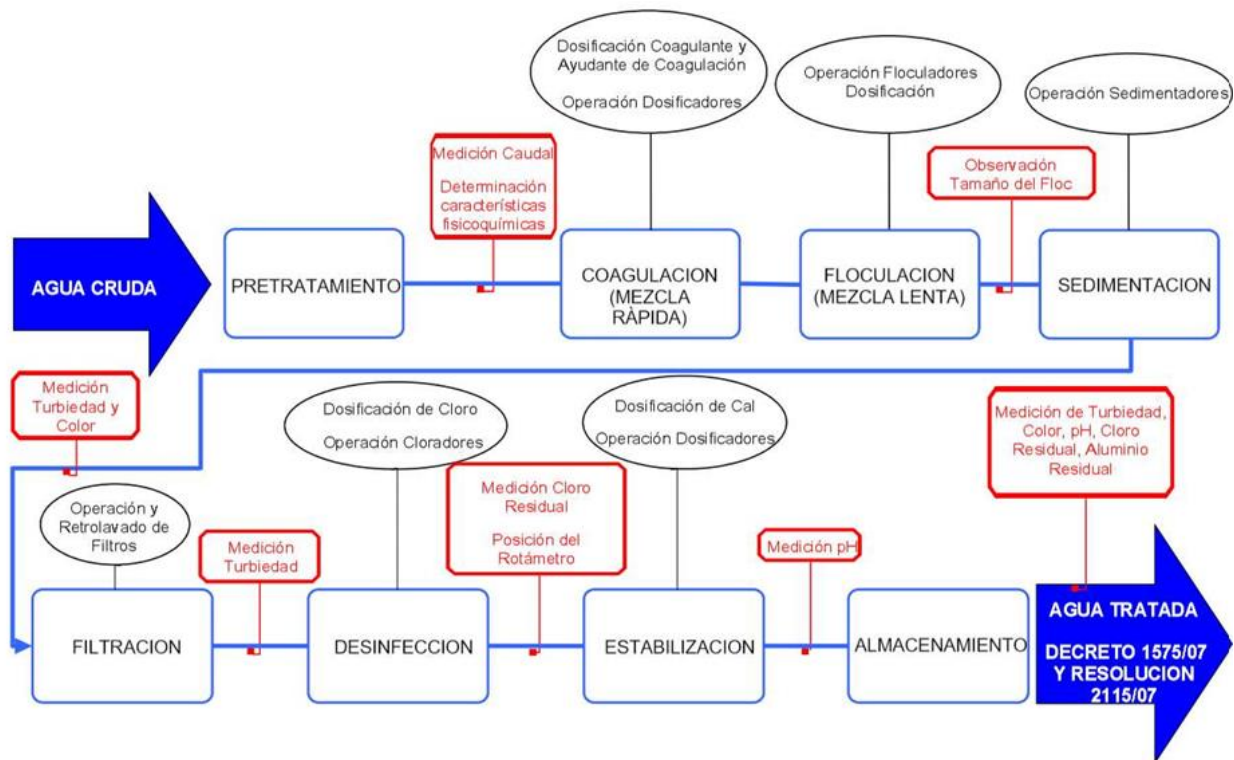 Dosificación Coagulante y
Ayudante de Coagulación
Operación Dosificadores
Operación Floculadores
Dosificación
Operación Sedimentadores
Medición Caudal
Determinación
características
fisicoquímicas
Observación
Tamaño del Floc
AGUA CRUDA
PRETRATAMIENTO
COAGULACION
(MEZCLA
RÀPIDA)
FLOCULACION
(MEZCLA LENTA)
SEDIMENTACION
Medición
Turbiedad y
Color
Dosificación de Cloro
Operación Cloradores
Dosificación de Cal
Operación Dosificadores
Medición de Turbiedad,
Color, pH, Cloro
Residual, Aluminio
Residual
Operación y
Retrolavado de
Filtros
Medición
Turbiedad
Medición Cloro
Residual
Posición del
Rotámetro
Medición pH
FILTRACION
DESINFECCION
ESTABILIZACION
ALMACENAMIENTO
AGUA TRATADA
DECRETO 1575/07
Y RESOLUCION
2115/07